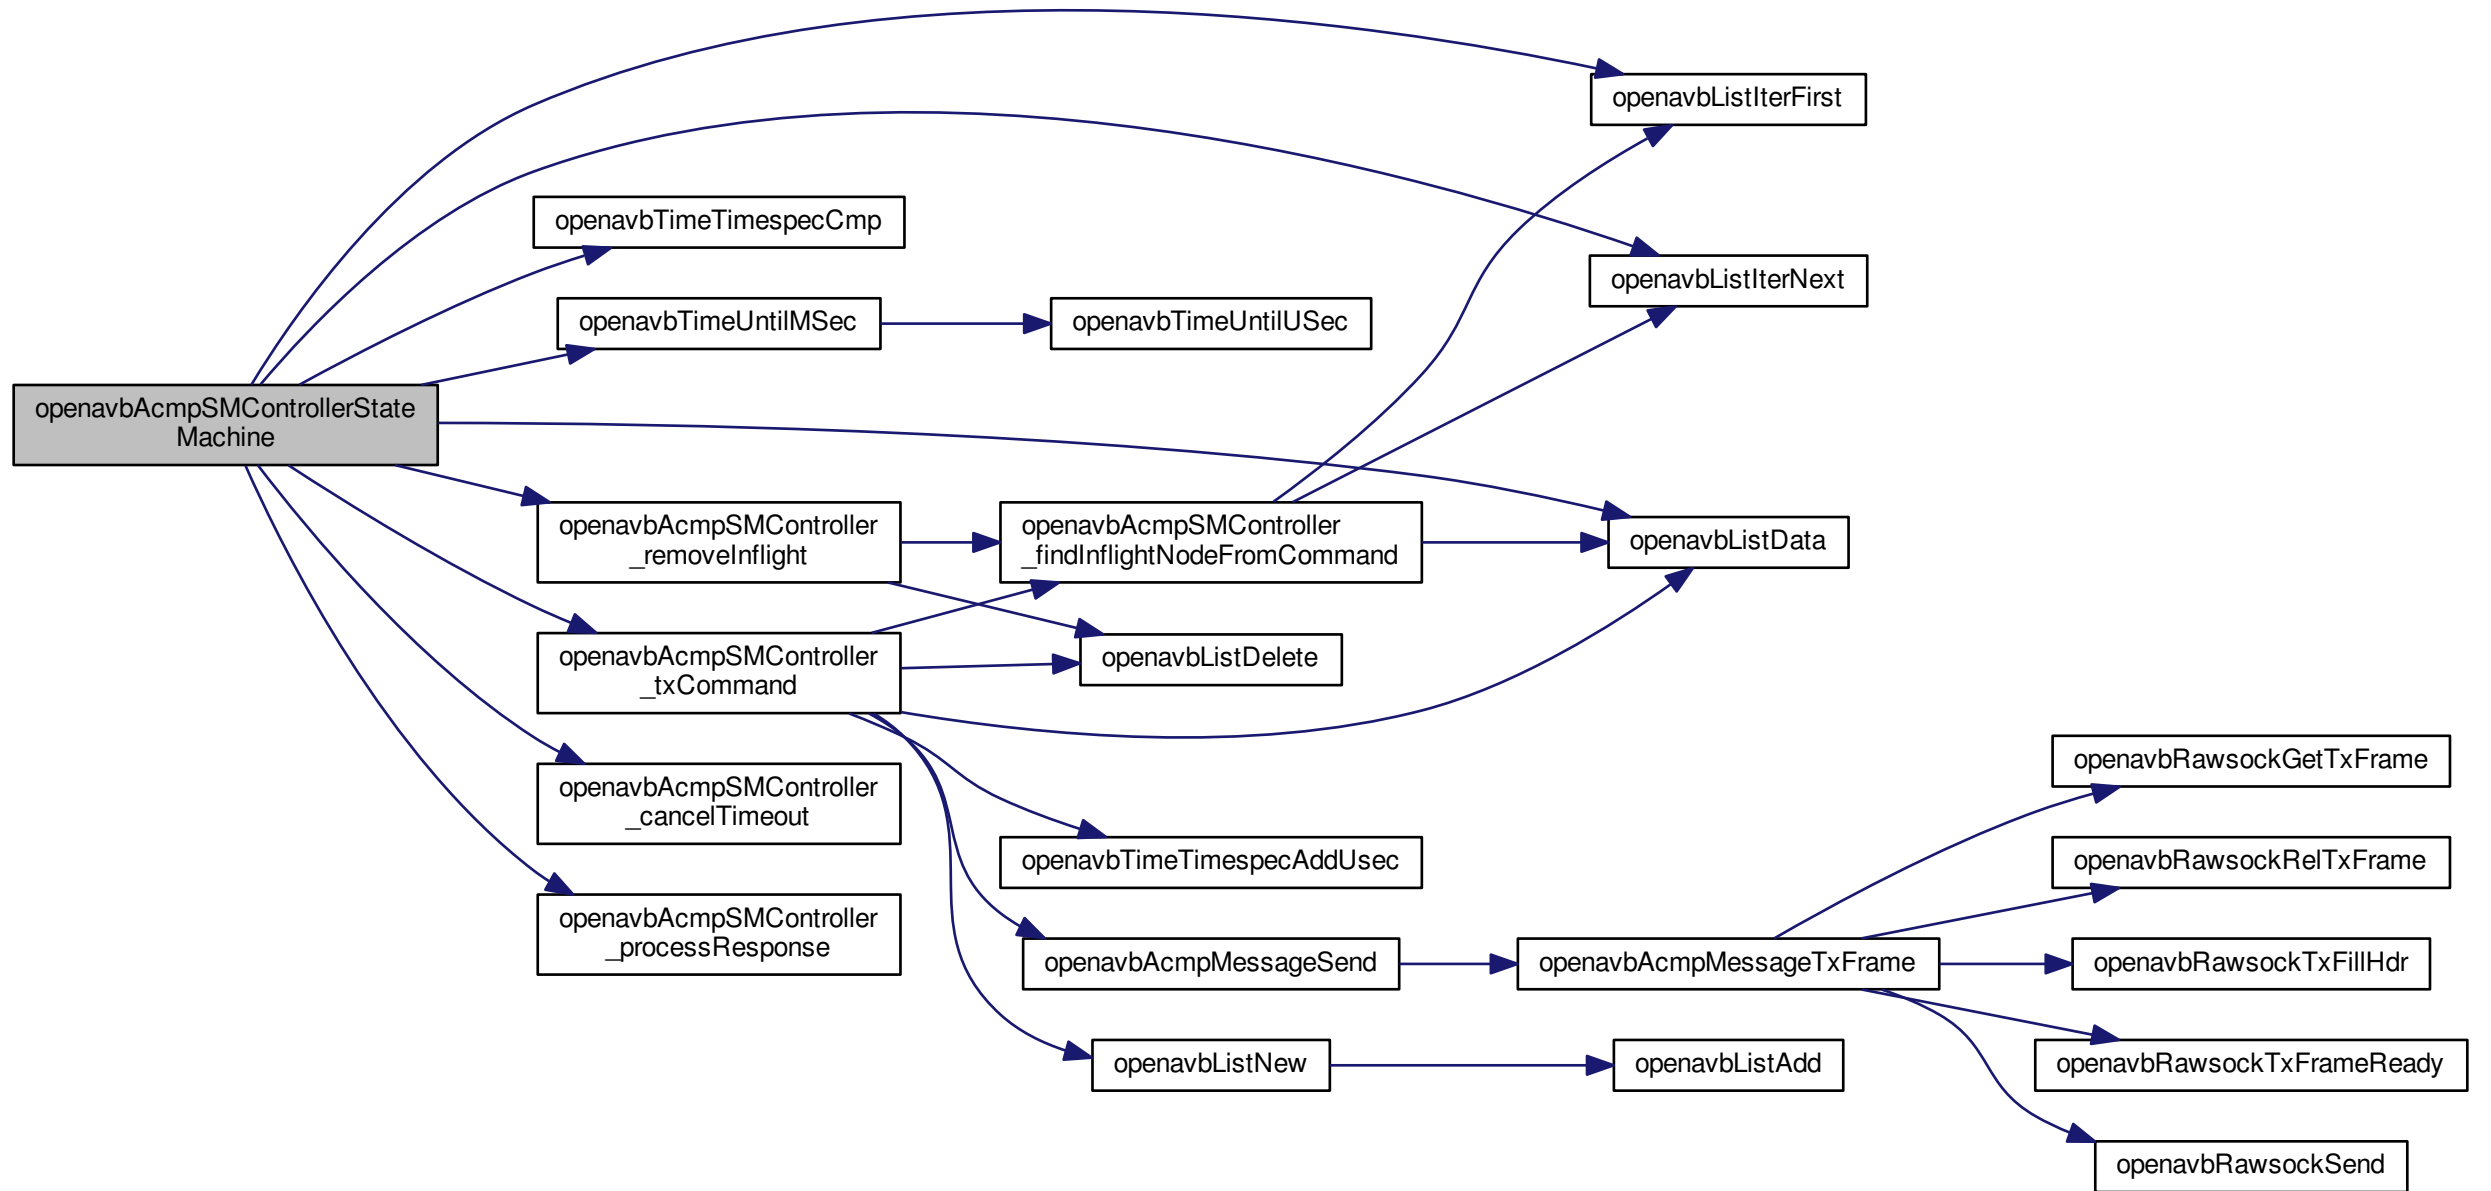 openavbListIterFirst
openavbTimeTimespecCmp
openavbListIterNext
openavbTimeUntilMSec
openavbTimeUntilUSec
openavbAcmpSMControllerState
Machine
openavbAcmpSMController
_removeInflight
openavbAcmpSMController
_findInflightNodeFromCommand
openavbListData
openavbAcmpSMController
_txCommand
openavbListDelete
openavbAcmpSMController
_cancelTimeout
openavbTimeTimespecAddUsec
openavbAcmpSMController
_processResponse
openavbAcmpMessageSend
openavbAcmpMessageTxFrame
openavbListNew
openavbListAdd
openavbRawsockGetTxFrame
openavbRawsockRelTxFrame
openavbRawsockTxFillHdr
openavbRawsockTxFrameReady
openavbRawsockSend